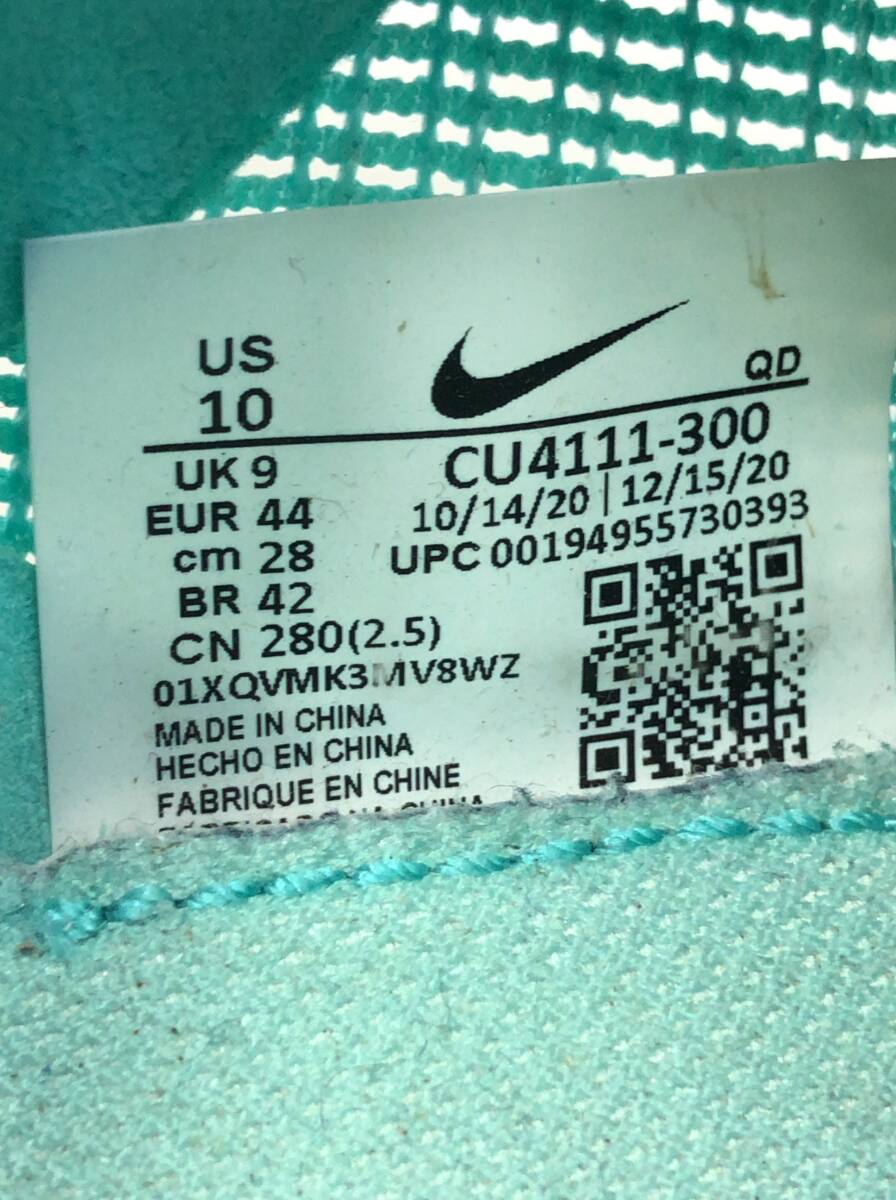 US
10
QD
UK 9
EUR 44
cm 28
BR 42
CN 280(2.5)
CU4111-300
10/14/20 | 12/15/20
UPC 00194955730393
01XQVMK3MV8WZ
MADE IN CHINA
HECHO EN CHINA
FABRIQUE EN CHINE